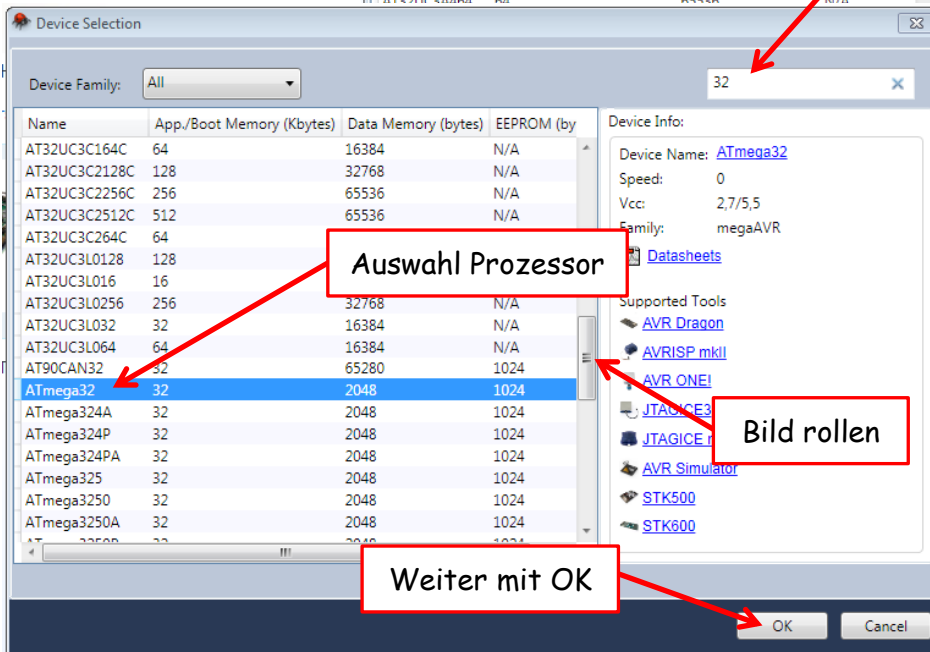 Device Selection
Device Family: All 32
Name App./Boot Memory (Kbytes) Data Memory (bytes) EEPROM (by
AT32UC3C164C 64 16384 N/A
AT32UC3C2128C 128 32768 N/A
AT32UC3C2256C 256 65536 N/A
AT32UC3C2512C 512 65536 N/A
AT32UC3C264C 64
AT32UC3L0128 128
AT32UC3L016 16
AT32UC3L0256 256 32768 N/A
AT32UC3L032 32 16384 N/A
AT32UC3L064 64 16384 N/A
AT90CAN32 32 65280 1024
ATmega32 32 2048 1024
ATmega324A 32 2048 1024
ATmega324P 32 2048 1024
ATmega324PA 32 2048 1024
ATmega325 32 2048 1024
ATmega3250 32 2048 1024
ATmega3250A 32 2048 1024
Auswahl Prozessor
Device Info:
Device Name: ATmega32
Speed: 0
Vcc: 2,7/5,5
Family: megaAVR
Datasheets
Supported Tools
AVR Dragon
AVRISP mkII
AVR ONE!
JTAGICE3
JTAGICE
AVR Simulator
STK500
STK600
Bild rollen
Weiter mit OK
OK Cancel